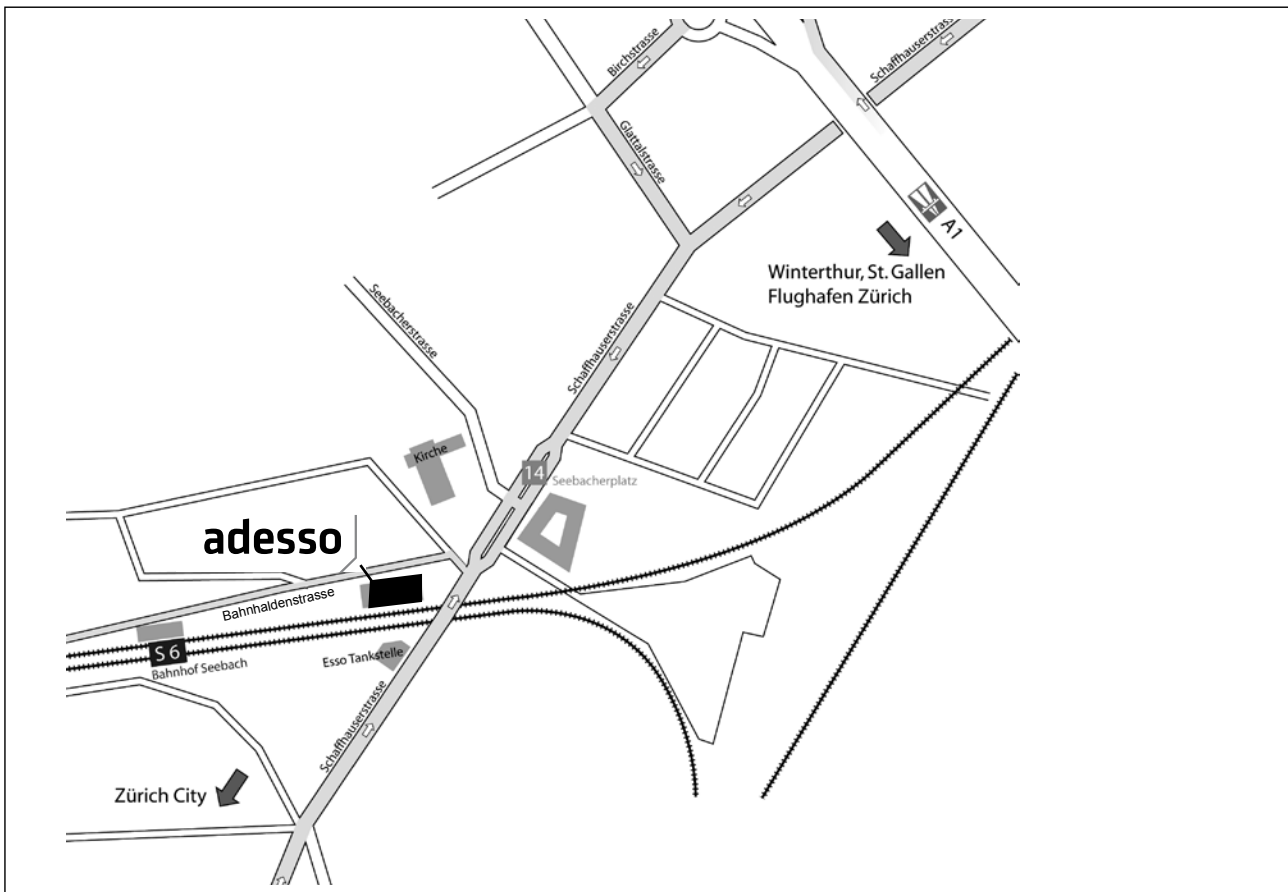 Birchstrasse
Schaffhauserstrasse
Glattalstrasse
A1
Winterthur, St. Gallen
Flughafen Zürich
Seebacherstrasse
Schaffhauserstrasse
Kirche
14
Seebacherplatz
adesso
Bahnhaldenstrasse
S 6
Bahnhof Seebach
Esso Tankstelle
Schaffhauserstrasse
Zürich City